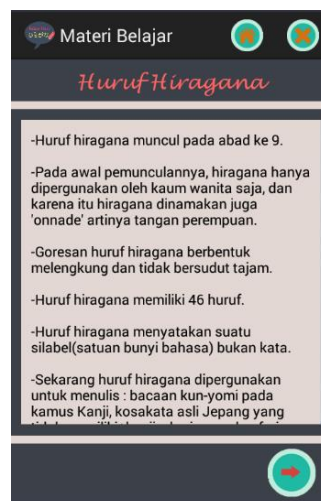 Materi Belajar
Huruf Hiragana
-Huruf hiragana muncul pada abad ke 9.
-Pada awal pemunculannya, hiragana hanya
dipergunakan oleh kaum wanita saja, dan
karena itu hiragana dinamakan juga
'onnade' artinya tangan perempuan.
-Goresan huruf hiragana berbentuk
melengkung dan tidak bersudut tajam.
-Huruf hiragana memiliki 46 huruf.
-Huruf hiragana menyatakan suatu
silabel(satuan bunyi bahasa) bukan kata.
-Sekarang huruf hiragana dipergunakan
untuk menulis : bacaan kun-yomi pada
kamus Kanji, kosakata asli Jepang yang